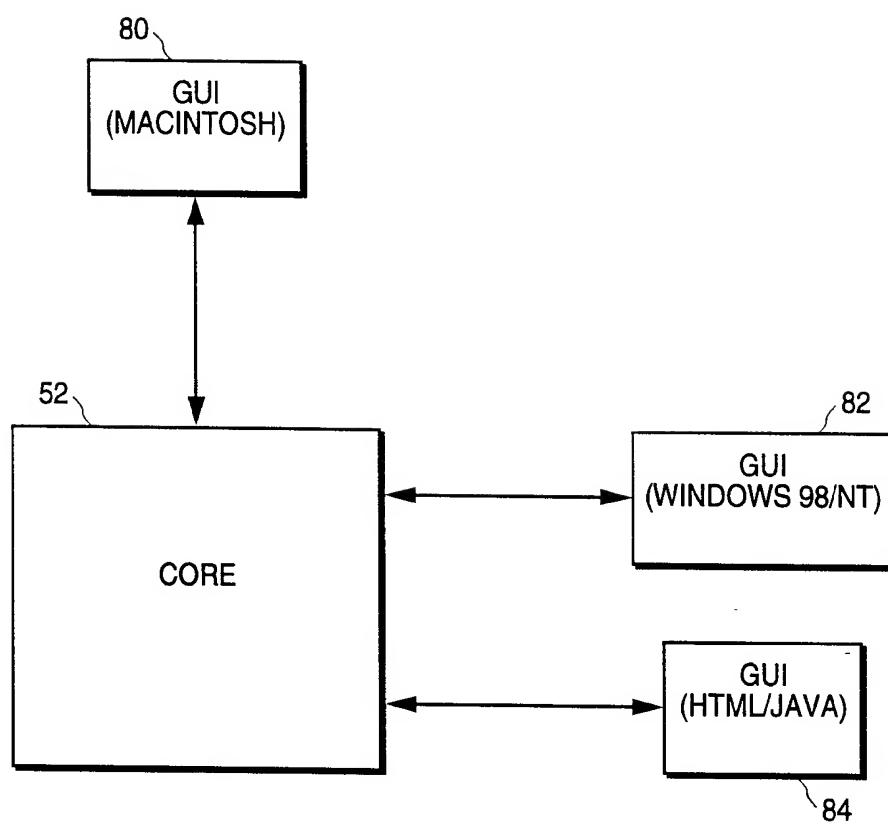 80
GUI
(MACINTOSH)
52
CORE
82
GUI
(WINDOWS 98/NT)
GUI
(HTML/JAVA)
84